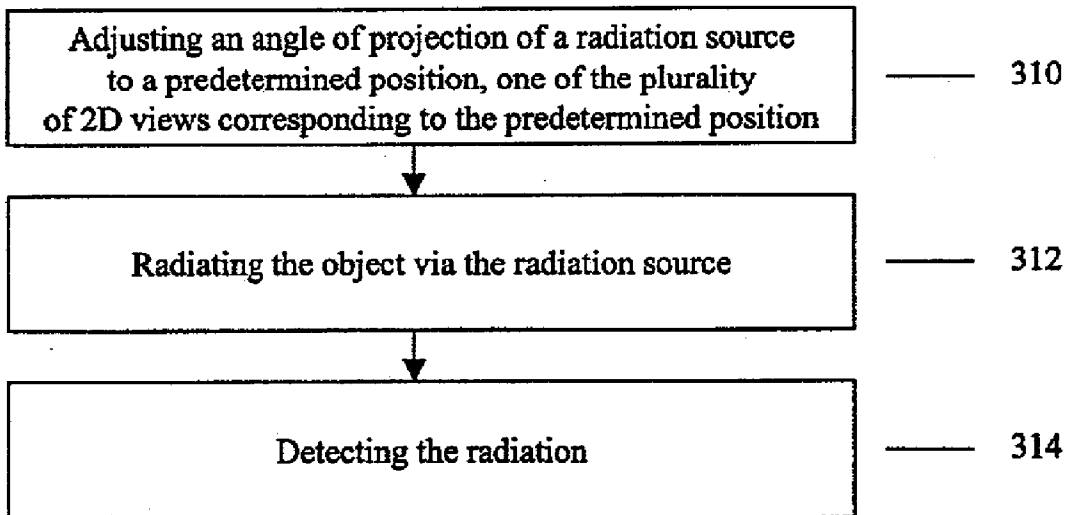 Adjusting an angle of projection of a radiation source
to a predetermined position, one of the plurality
of 2D views corresponding to the predetermined position
310
Radiating the object via the radiation source
312
Detecting the radiation
314